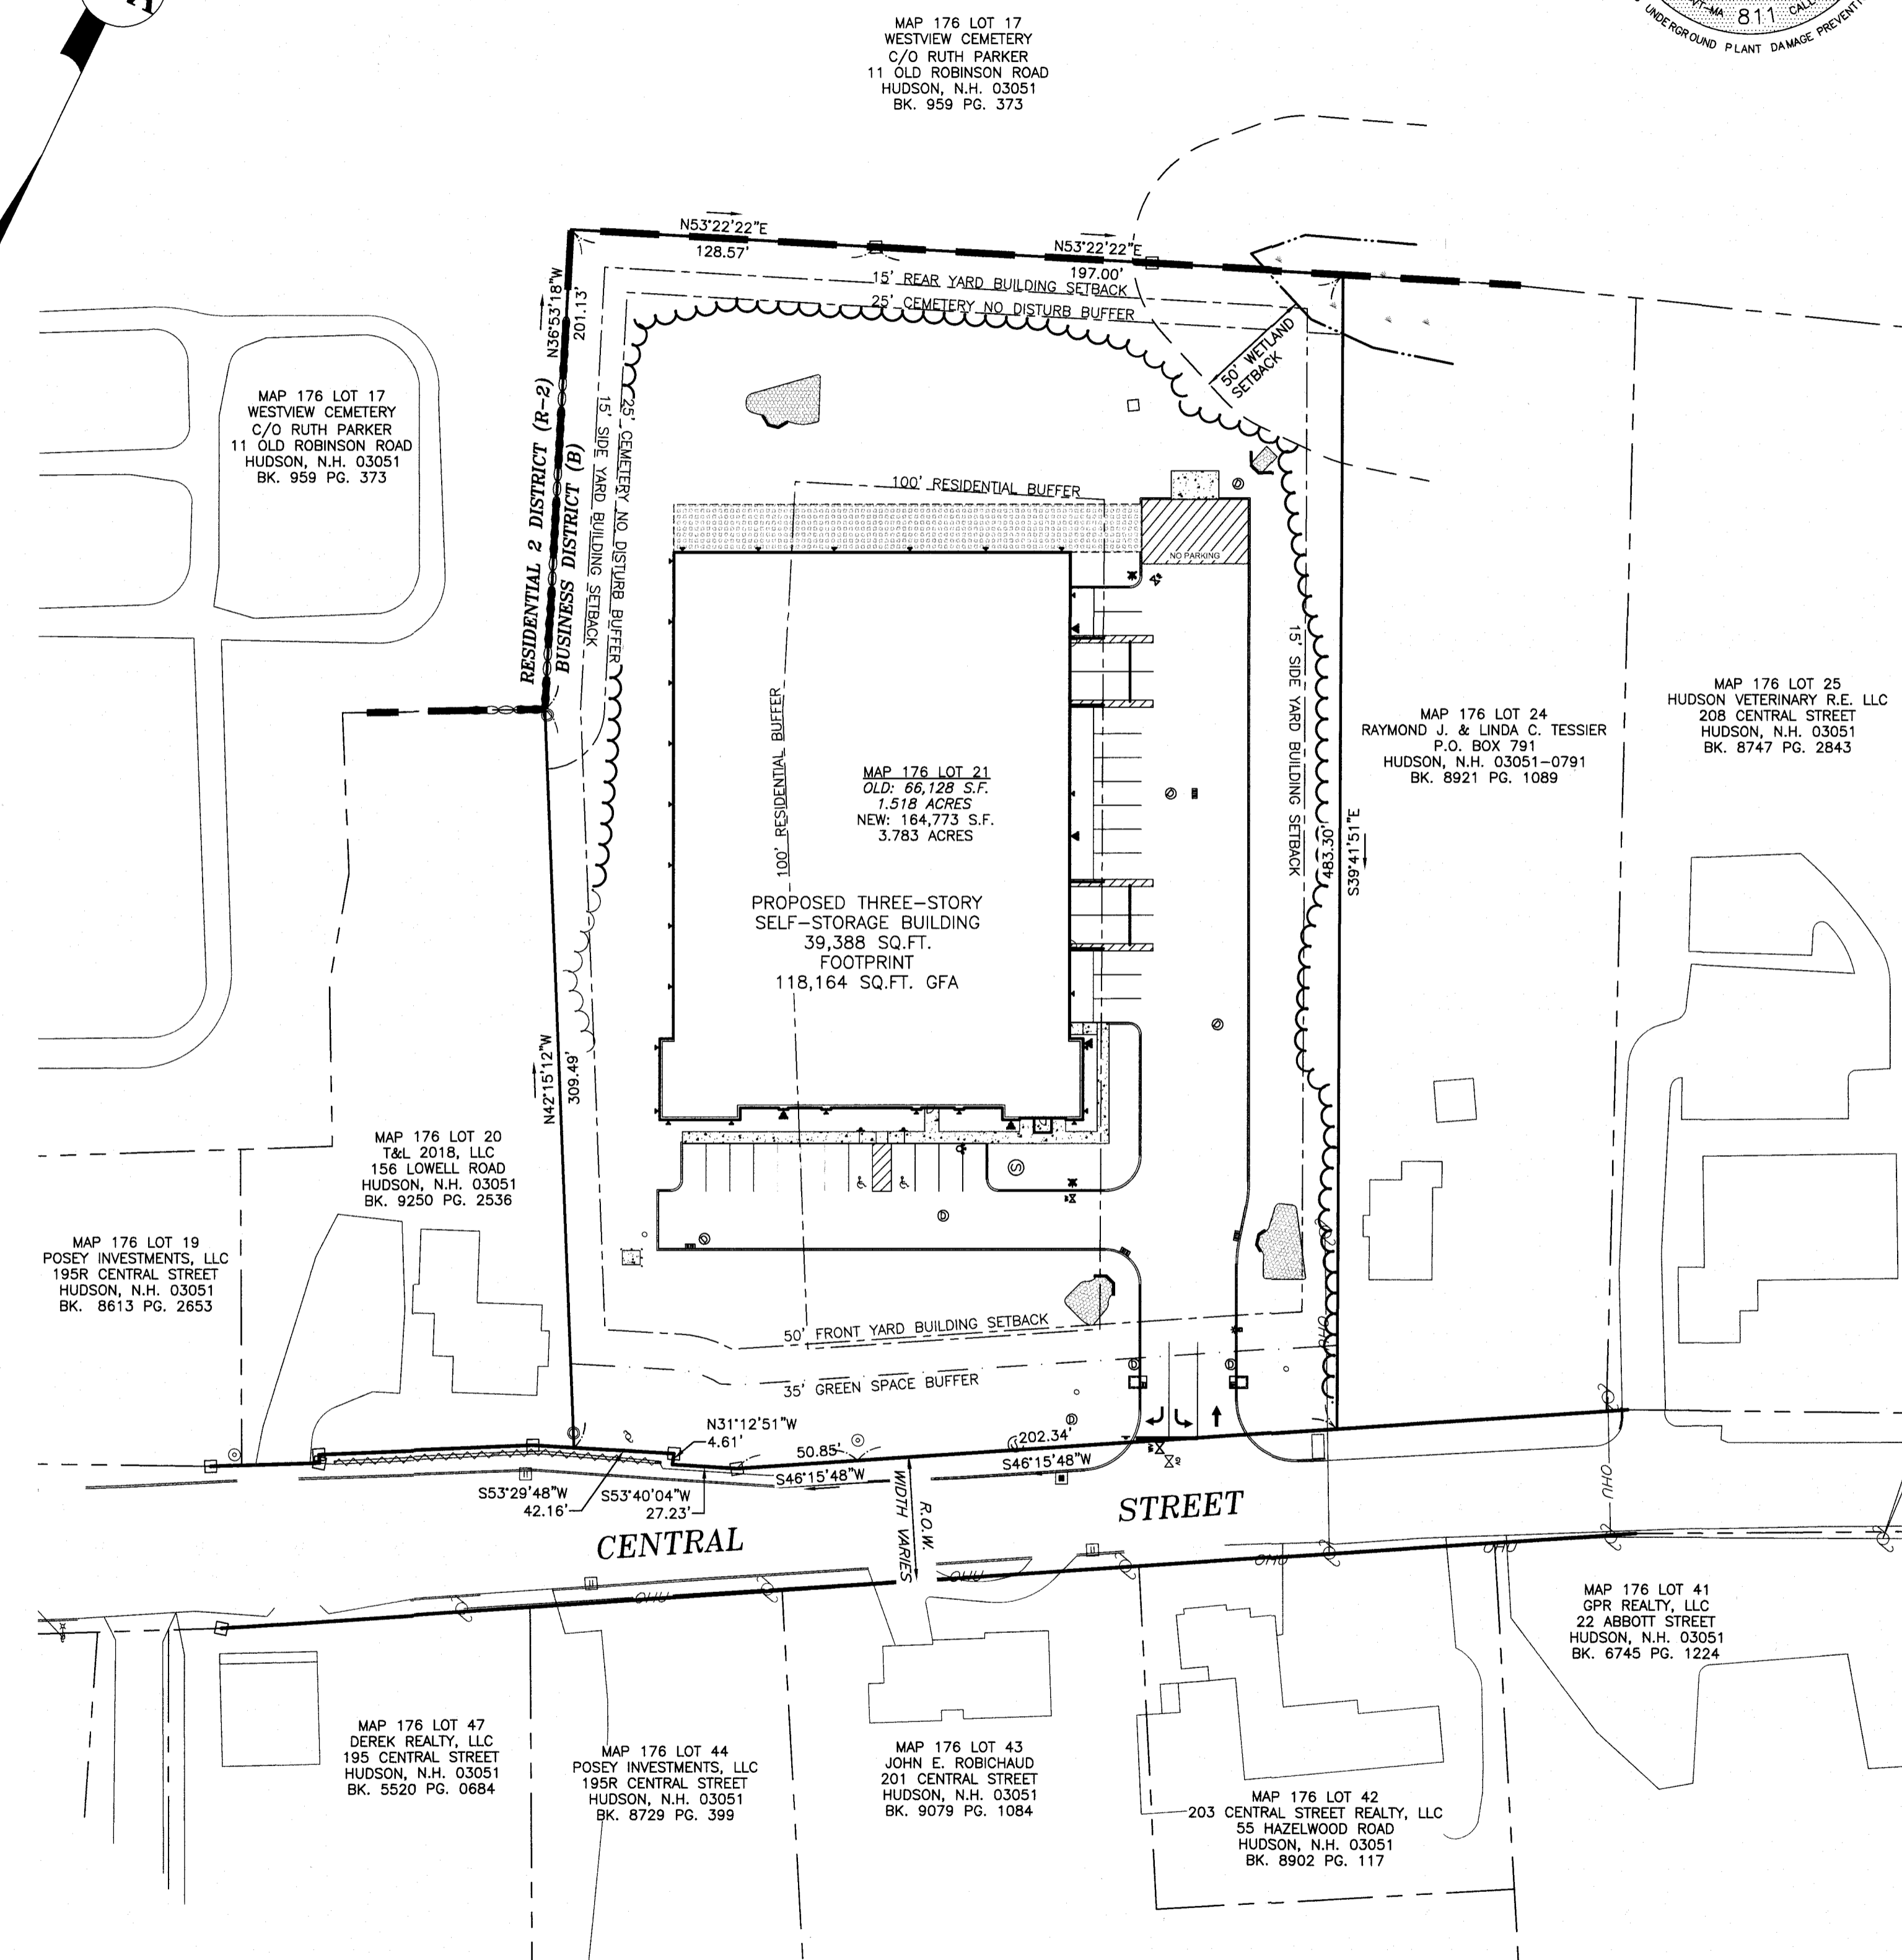 MAP 176 LOT 17
WESTVIEW CEMETERY
C/O RUTH PARKER
11 OLD ROBINSON ROAD
HUDSON, N.H. 03051
BK. 959 PG. 373
VT-MA 811 CALL
UNDERGROUND PLANT DAMAGE PREVENT
N53°22'22"E
128.57'
N53°22'22"E
197.00'
15' REAR YARD BUILDING SETBACK
25' CEMETERY NO DISTURB BUFFER
N36°53'18"W
201.13'
50' WETLAND
SETBACK
RESIDENTIAL 2 DISTRICT (R-2)
BUSINESS DISTRICT (B)
15' SIDE YARD BUILDING SETBACK
25' CEMETERY NO DISTURB BUFFER
MAP 176 LOT 17
WESTVIEW CEMETERY
C/O RUTH PARKER
11 OLD ROBINSON ROAD
HUDSON, N.H. 03051
BK. 959 PG. 373
100' RESIDENTIAL BUFFER
NO PARKING
100' RESIDENTIAL BUFFER
15' SIDE YARD BUILDING SETBACK
MAP 176 LOT 21
OLD: 66,128 S.F.
1.518 ACRES
NEW: 164,773 S.F.
3.783 ACRES
PROPOSED THREE-STORY
SELF-STORAGE BUILDING
39,388 SQ.FT.
FOOTPRINT
118,164 SQ.FT. GFA
483.30'
S39°41'51"E
MAP 176 LOT 24
RAYMOND J. & LINDA C. TESSIER
P.O. BOX 791
HUDSON, N.H. 03051-0791
BK. 8921 PG. 1089
MAP 176 LOT 25
HUDSON VETERINARY R.E. LLC
208 CENTRAL STREET
HUDSON, N.H. 03051
BK. 8747 PG. 2843
N42°15'12"W
309.49'
MAP 176 LOT 20
T&L 2018, LLC
156 LOWELL ROAD
HUDSON, N.H. 03051
BK. 9250 PG. 2536
MAP 176 LOT 19
POSEY INVESTMENTS, LLC
195R CENTRAL STREET
HUDSON, N.H. 03051
BK. 8613 PG. 2653
S
D
D
D
D
D
50' FRONT YARD BUILDING SETBACK
35' GREEN SPACE BUFFER
OHU
D
D
D
N31°12'51"W
4.61'
50.85'
202.34'
S46°15'48"W
S46°15'48"W
S53°29'48"W
42.16'
S53°40'04"W
27.23'
R.O.W.
WIDTH VARIES
CENTRAL STREET
OHU
OHU
OHU
OHU
OHU
MAP 176 LOT 47
DEREK REALTY, LLC
195 CENTRAL STREET
HUDSON, N.H. 03051
BK. 5520 PG. 0684
MAP 176 LOT 44
POSEY INVESTMENTS, LLC
195R CENTRAL STREET
HUDSON, N.H. 03051
BK. 8729 PG. 399
MAP 176 LOT 43
JOHN E. ROBICHAUD
201 CENTRAL STREET
HUDSON, N.H. 03051
BK. 9079 PG. 1084
MAP 176 LOT 42
203 CENTRAL STREET REALTY, LLC
55 HAZELWOOD ROAD
HUDSON, N.H. 03051
BK. 8902 PG. 117
MAP 176 LOT 41
GPR REALTY, LLC
22 ABBOTT STREET
HUDSON, N.H. 03051
BK. 6745 PG. 1224